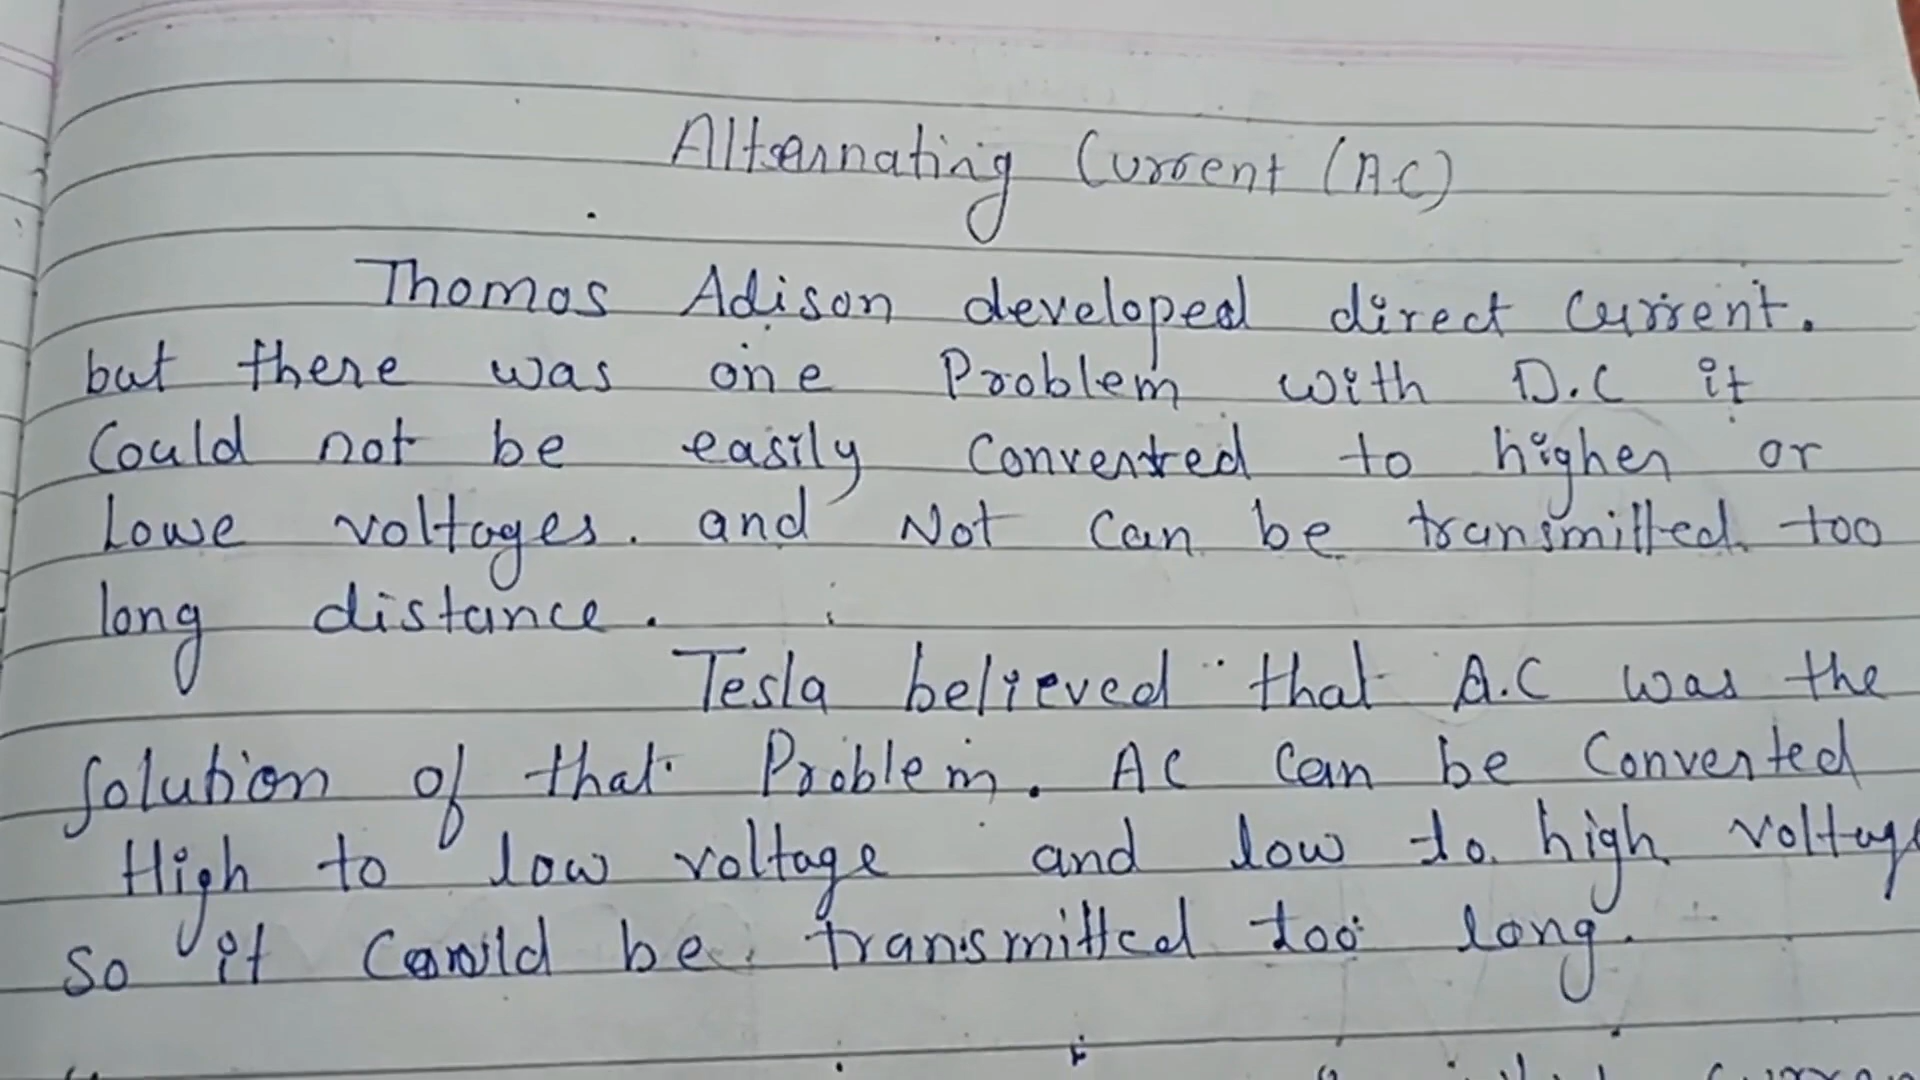 Alternating Current (A.C)
Thomas Adison developed direct current.
but there was one Problem with D.C it
Could not be easily Converted to higher or
Lowe voltages. and Not can be transmitted too
long distance.
Tesla believed that A.C was the
Solution of that Problem. AC can be Converted
High to low voltage and low to high voltage
so it Could be transmitted too long.